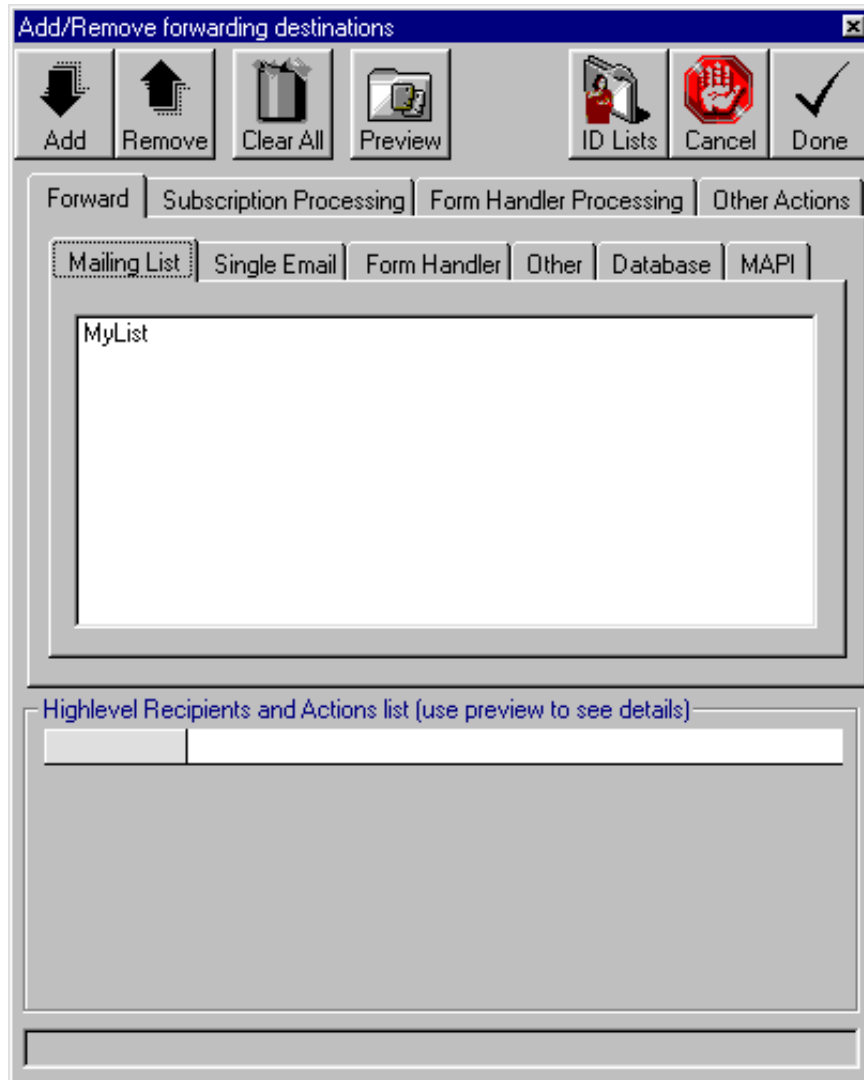 Add/Remove forwarding destinations
Add Remove Clear All Preview ID Lists Cancel Done
Forward Subscription Processing Form Handler Processing Other Actions
Mailing List Single Email Form Handler Other Database MAPI
MyList
Highlevel Recipients and Actions list (use preview to see details)